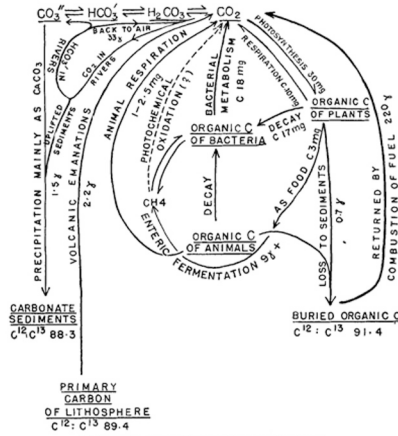 CO₃″ ⇌ HCO₃′ ⇌ H₂CO₃ ⇌ CO₂
BACK TO AIR
33γ
HCO₃′ IN RIVERS
CO₂ IN RIVERS
UPLIFTED SEDIMENTS
PRECIPITATION MAINLY AS CaCO₃
1·5γ
VOLCANIC EMANATIONS
2·2γ
ANIMAL RESPIRATION
1-2·5mg
PHOTOCHEMICAL OXIDATION(?)
BACTERIAL METABOLISM
C 18mg
PHOTOSYNTHESIS 30mg
RESPIRATION C.10mg
ORGANIC C
OF PLANTS
DECAY
C 17mg
ORGANIC C
OF BACTERIA
AS FOOD C 3mg
CH4
DECAY
ENTERIC FERMENTATION 9γ+
ORGANIC C
OF ANIMALS
LOSS TO SEDIMENTS
0.7γ
RETURNED BY COMBUSTION OF FUEL 220γ
CARBONATE
SEDIMENTS
C¹²:C¹³ 88·3
BURIED ORGANIC C
C¹²: C¹³ 91.4
PRIMARY
CARBON
OF LITHOSPHERE
C¹²: C¹³ 89.4